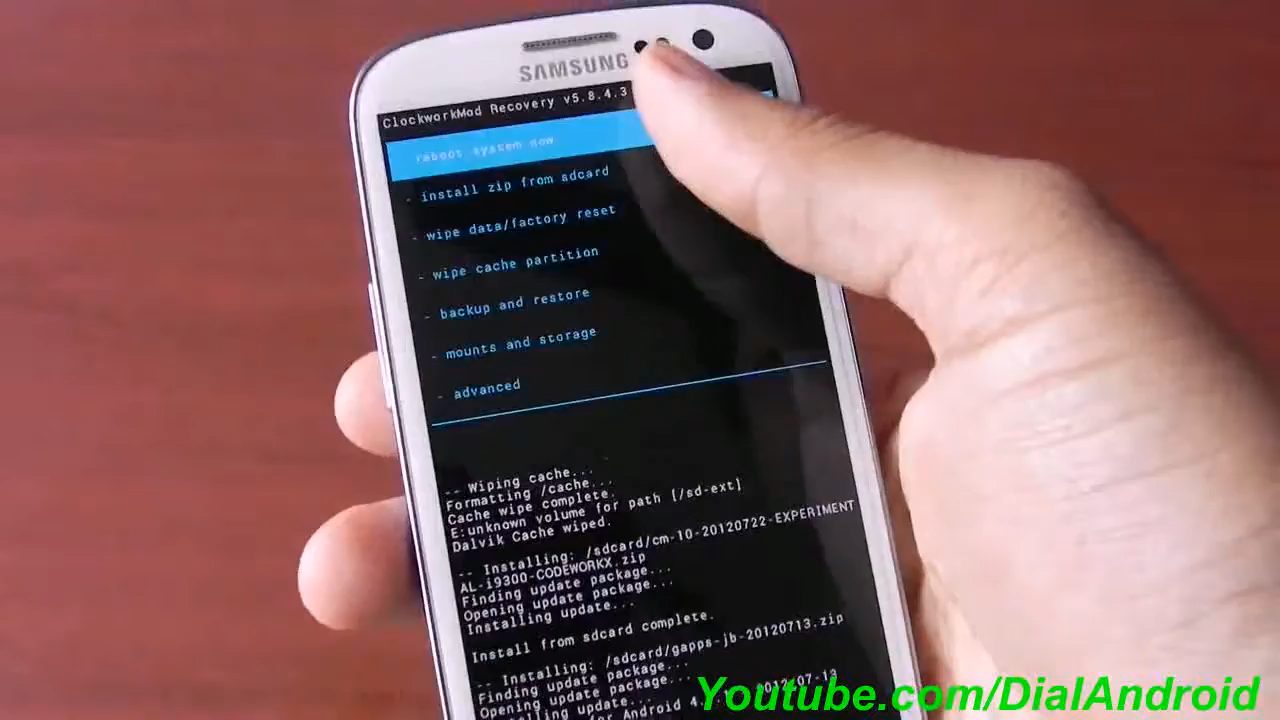 SAMSUNG
ClockworkMod Recovery v5.8.4.3
reboot system now
- install zip from sdcard
- wipe data/factory reset
- wipe cache partition
- backup and restore
- mounts and storage
- advanced
-- Wiping cache...
Formatting /cache...
Cache wipe complete.
E:unknown volume for path [/sd-ext]
Dalvik Cache wiped.
-- Installing: /sdcard/cm-10-20120722-EXPERIMENT
AL-i9300-CODEWORKX.zip
Finding update package...
Opening update package...
Installing update...
Install from sdcard complete.
-- Installing: /sdcard/gapps-jb-20120713.zip
Finding update package...
Opening update package...
for Android 4.
Youtube.com/DialAndroid